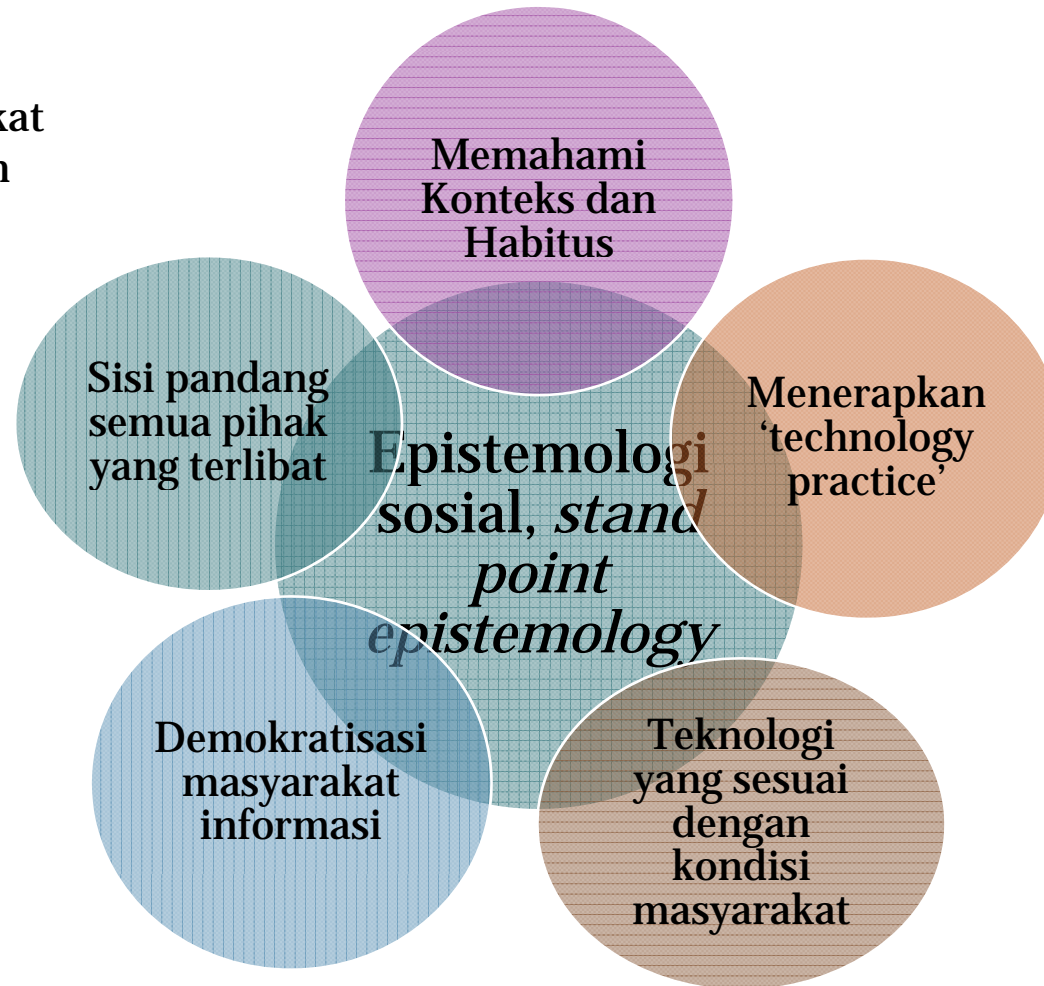 Memahami
Konteks dan
Habitus
Sisi pandang
semua pihak
yang terlibat
Menerapkan
‘technology
practice’
Epistemologi
sosial, stand
point
epistemology
Demokratisasi
masyarakat
informasi
Teknologi
yang sesuai
dengan
kondisi
masyarakat